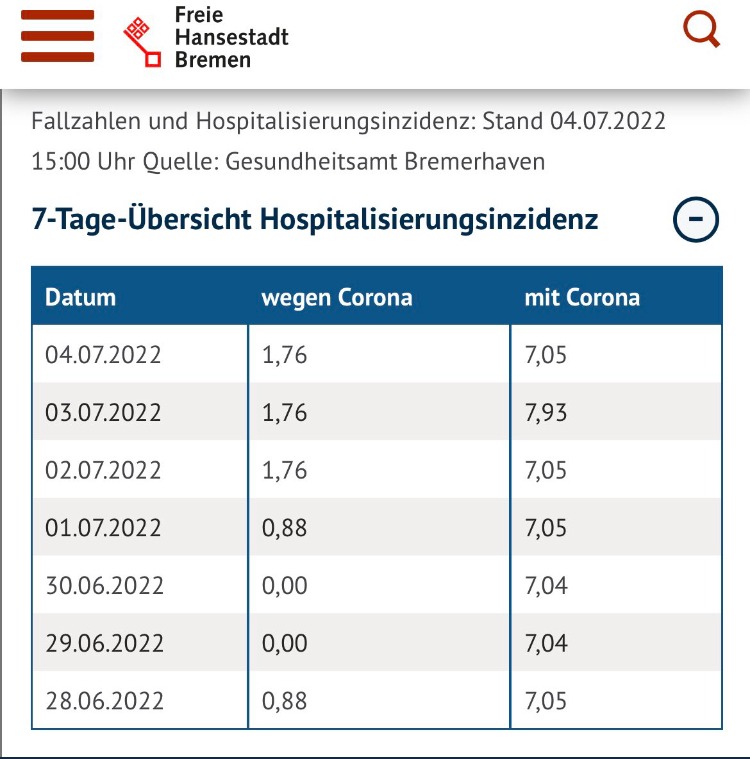 Freie
Hansestadt
Bremen
Fallzahlen und Hospitalisierungsinzidenz: Stand 04.07.2022
15:00 Uhr Quelle: Gesundheitsamt Bremerhaven
7-Tage-Übersicht Hospitalisierungsinzidenz
Datum wegen Corona mit Corona
04.07.2022 1,76 7,05
03.07.2022 1,76 7,93
02.07.2022 1,76 7,05
01.07.2022 0,88 7,05
30.06.2022 0,00 7,04
29.06.2022 0,00 7,04
28.06.2022 0,88 7,05